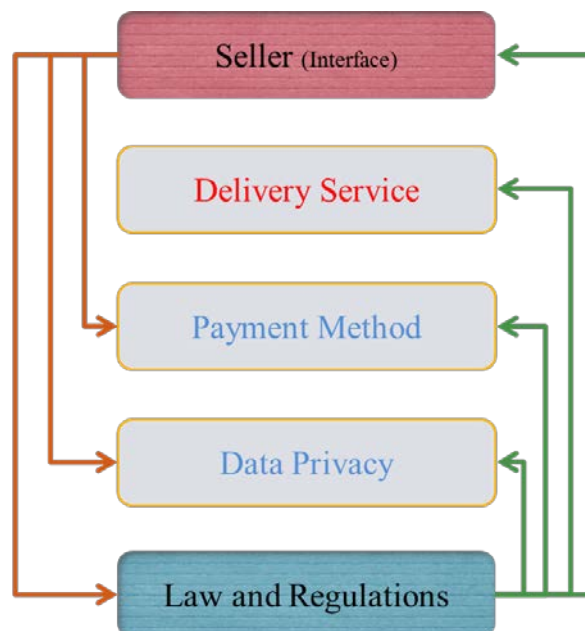 Seller (Interface)
Delivery Service
Payment Method
Data Privacy
Law and Regulations